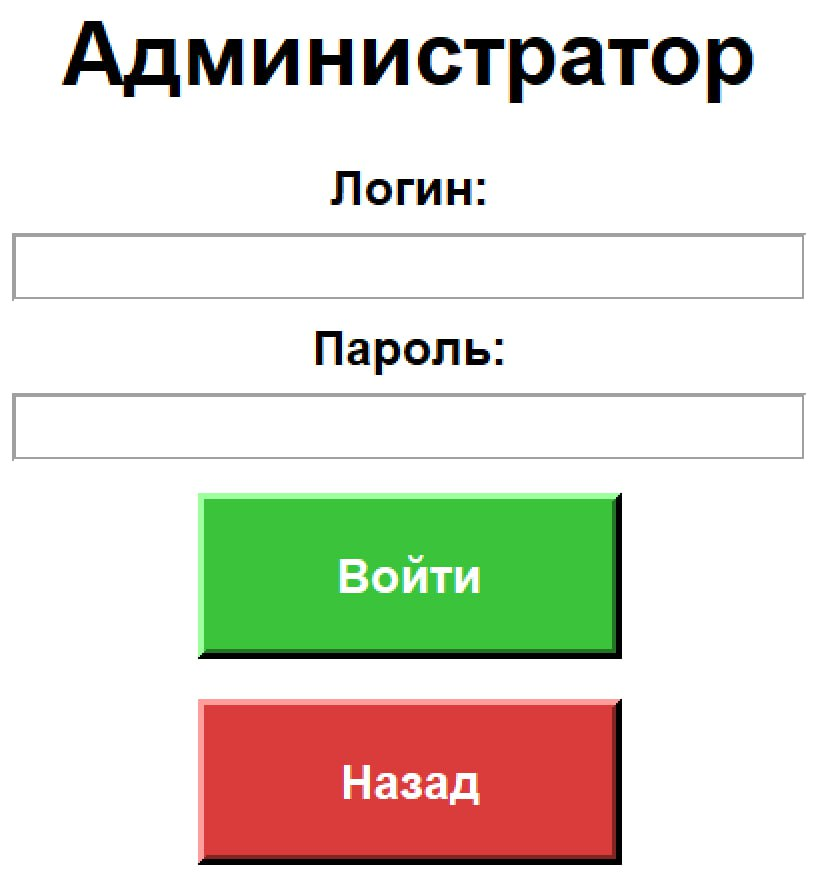 Администратор
Логин:
Пароль:
Войти
Назад